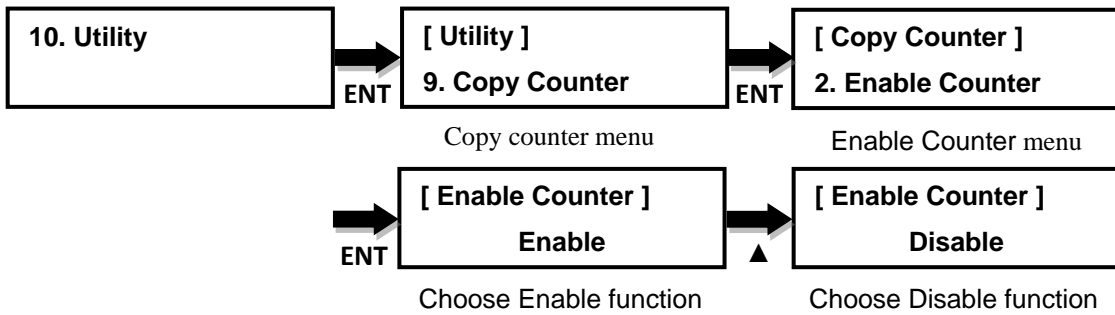 10. Utility
ENT
[ Utility ]
9. Copy Counter
ENT
[ Copy Counter ]
2. Enable Counter
Copy counter menu
Enable Counter menu
ENT
[ Enable Counter ]
Enable
▲
[ Enable Counter ]
Disable
Choose Enable function
Choose Disable function